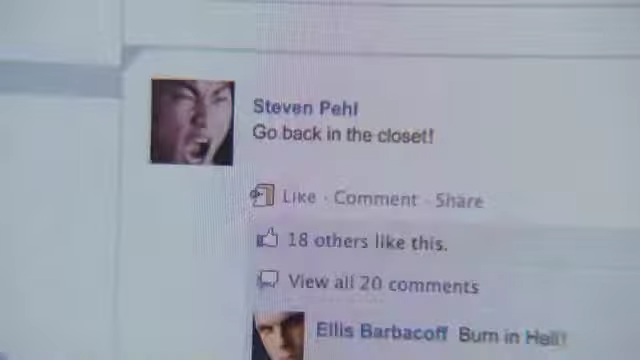 Steven Pehl
Go back in the closet!
Like · Comment · Share
18 others like this.
View all 20 comments
Ellis Barbacoff Burn in Hell!